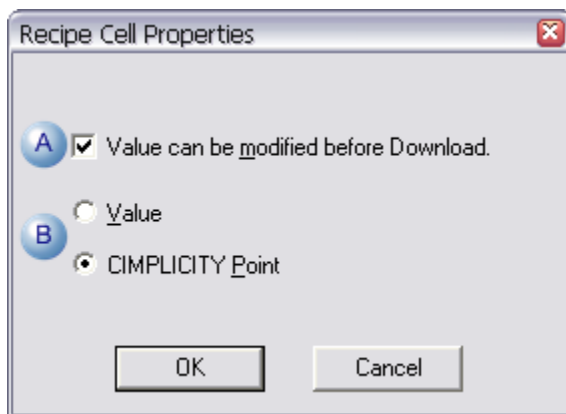 Recipe Cell Properties
A Value can be modified before Download.
B
Value
CIMPLICITY Point
OK Cancel